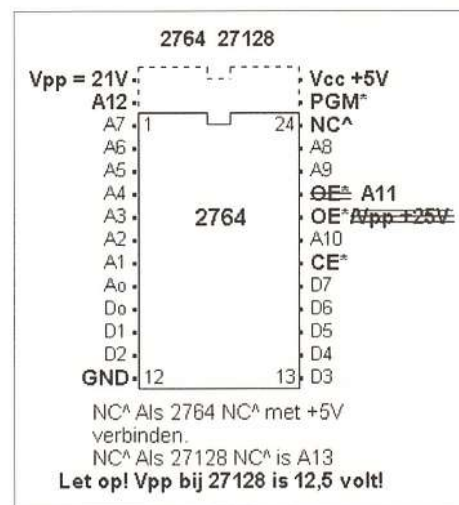 2764 27128
Vpp = 21V Vcc +5V
A12 PGM*
A7 1 24 NC^
A6 A8
A5 A9
A4 OE* A11
A3 2764 OE*/Vpp +25V
A2 A10
A1 CE*
Ao D7
Do D6
D1 D5
D2 D4
GND 12 13 D3
NC^ Als 2764 NC^ met +5V
verbinden.
NC^ Als 27128 NC^ is A13
Let op! Vpp bij 27128 is 12,5 volt!